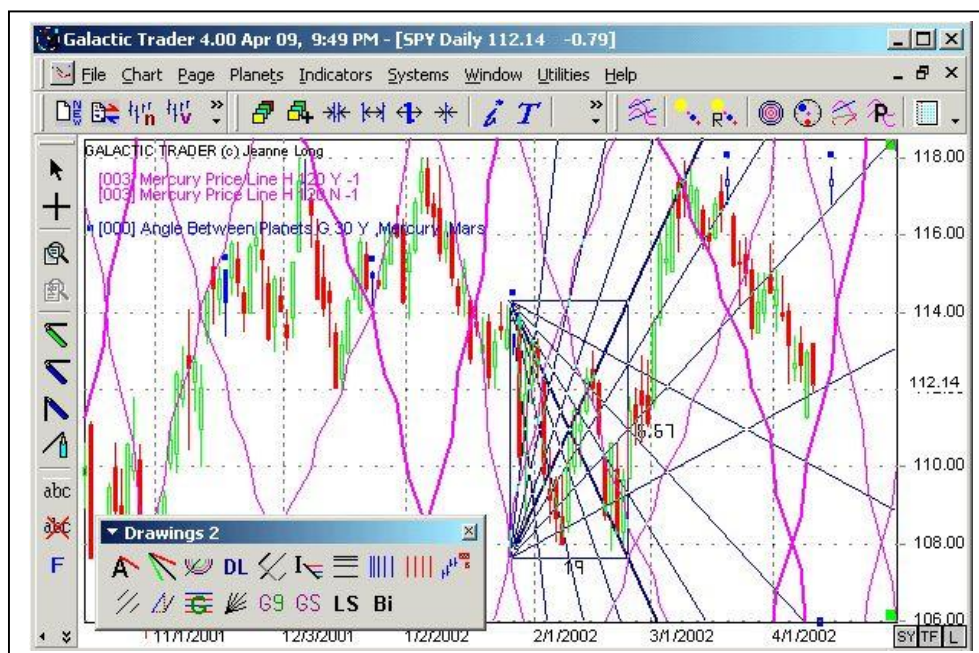 Galactic Trader 4.00 Apr 09, 9:49 PM - [SPY Daily 112.14 -0.79]
File Chart Page Planets Indicators Systems Window Utilities Help
n V i T R P
GALACTIC TRADER (c) Jeanne Long
[003] Mercury Price Line H 120 Y -1
[003] Mercury Price Line H 120 N -1
[000] Angle Between Planets G 30 Y ,Mercury ,Mars
118.00
116.00
114.00
112.14
110.00
108.00
106.00
6.67
19
abc
abc
F
Drawings 2
A DL I
G G9 GS LS Bi
11/1/2001 12/3/2001 1/2/2002 2/1/2002 3/1/2002 4/1/2002
SY TF L